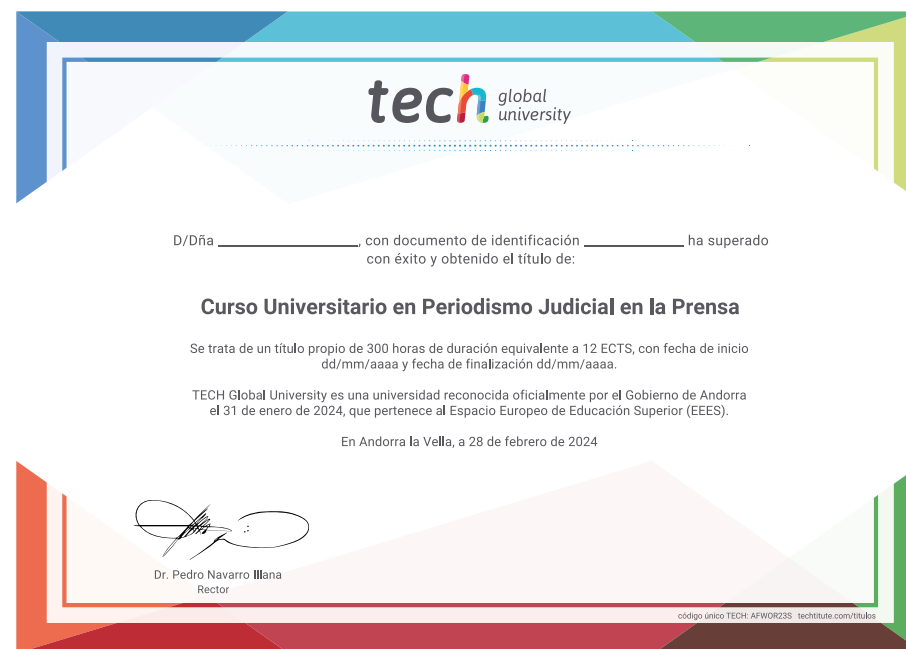 tech global university
D/Dña ____________________, con documento de identificación ______________ ha superado
con éxito y obtenido el título de:
Curso Universitario en Periodismo Judicial en la Prensa
Se trata de un título propio de 300 horas de duración equivalente a 12 ECTS, con fecha de inicio
dd/mm/aaaa y fecha de finalización dd/mm/aaaa.
TECH Global University es una universidad reconocida oficialmente por el Gobierno de Andorra
el 31 de enero de 2024, que pertenece al Espacio Europeo de Educación Superior (EEES).
En Andorra la Vella, a 28 de febrero de 2024
Dr. Pedro Navarro Illana
Rector
código único TECH: AFWOR23S techtitute.com/titulos